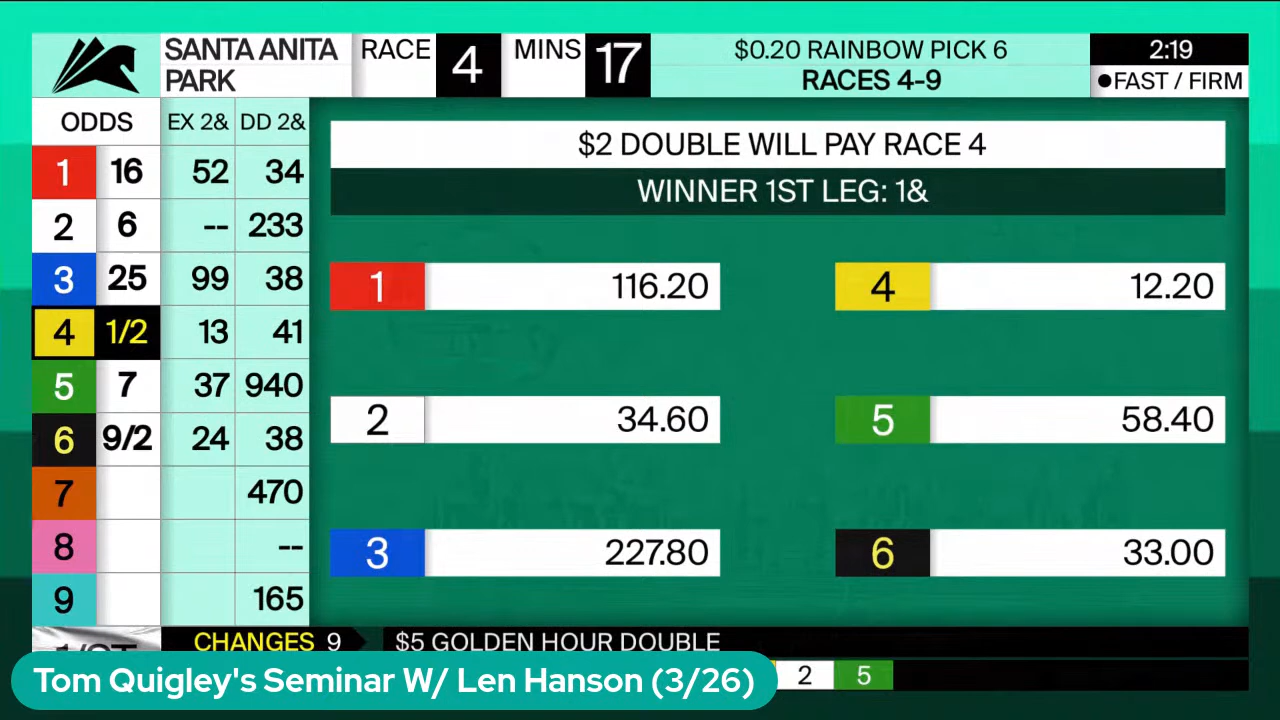 SANTA ANITA PARK
RACE 4
MINS 17
$0.20 RAINBOW PICK 6
RACES 4-9
2:19
FAST / FIRM
ODDS EX 2& DD 2&
1 16 52 34
2 6 -- 233
3 25 99 38
4 1/2 13 41
5 7 37 940
6 9/2 24 38
7 470
8 --
9 165
$2 DOUBLE WILL PAY RACE 4
WINNER 1ST LEG: 1&
1 116.20
4 12.20
2 34.60
5 58.40
3 227.80
6 33.00
CHANGES 9 $5 GOLDEN HOUR DOUBLE
2 5
Tom Quigley's Seminar W/ Len Hanson (3/26)